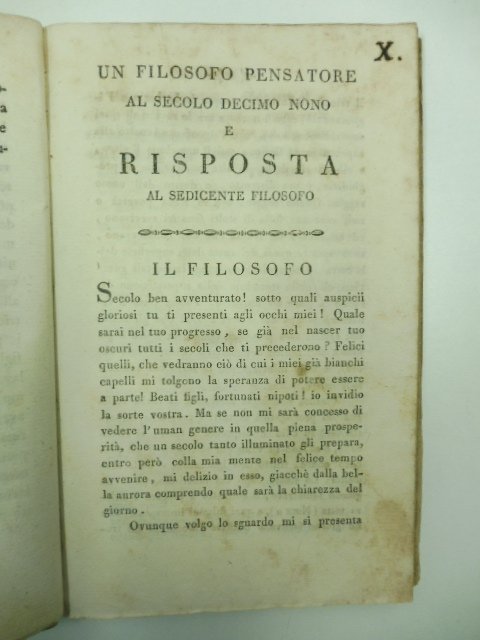 X.
UN FILOSOFO PENSATORE
AL SECOLO DECIMO NONO
E
RISPOSTA
AL SEDICENTE FILOSOFO
IL FILOSOFO
Secolo ben avventurato! sotto quali auspicii
gloriosi tu ti presenti agli occhi miei! Quale
sarai nel tuo progresso, se già nel nascer tuo
oscuri tutti i secoli che ti precederono? Felici
quelli, che vedranno ciò di cui i miei già bianchi
capelli mi tolgono la speranza di potere essere
a parte! Beati figli, fortunati nipoti! io invidio
la sorte vostra. Ma se non mi sarà concesso di
vedere l'uman genere in quella plena prospe-
rità, che un secolo tanto illuminato gli prepara,
entro però colla mia mente nel felice tempo
avvenire, mi delizio in esso, giacchè dalla bel-
la aurora comprendo quale sarà la chiarezza del
giorno.
Ovunque volgo lo sguardo mi si presenta